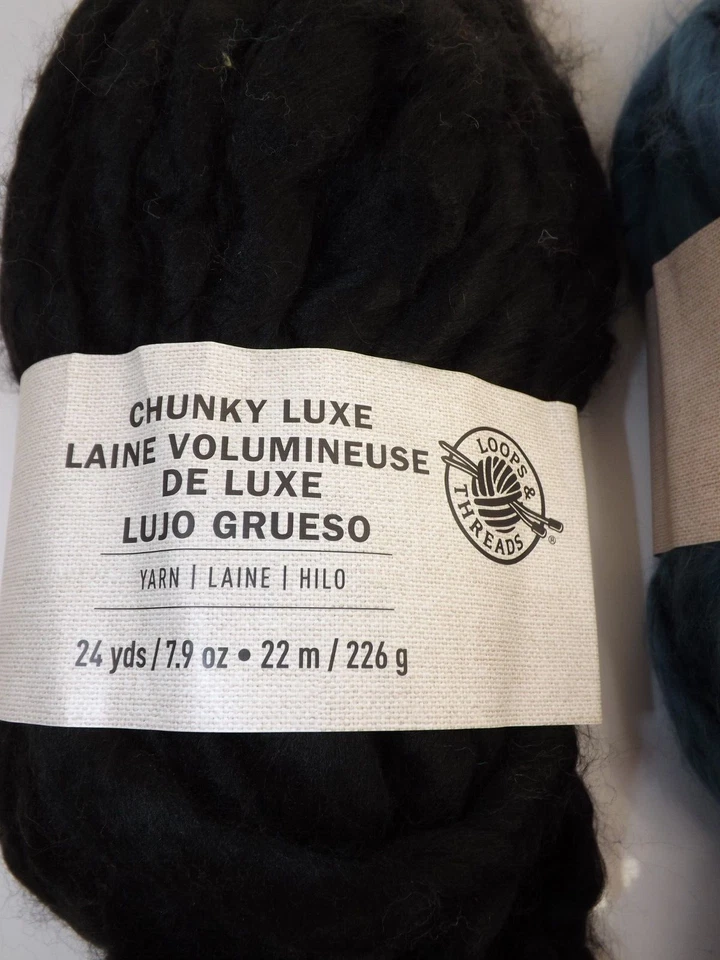 CHUNKY LUXE
LAINE VOLUMINEUSE
DE LUXE
LUJO GRUESO
YARN | LAINE | HILO
24 yds / 7.9 oz • 22 m / 226 g
LOOPS &
THREADS
®